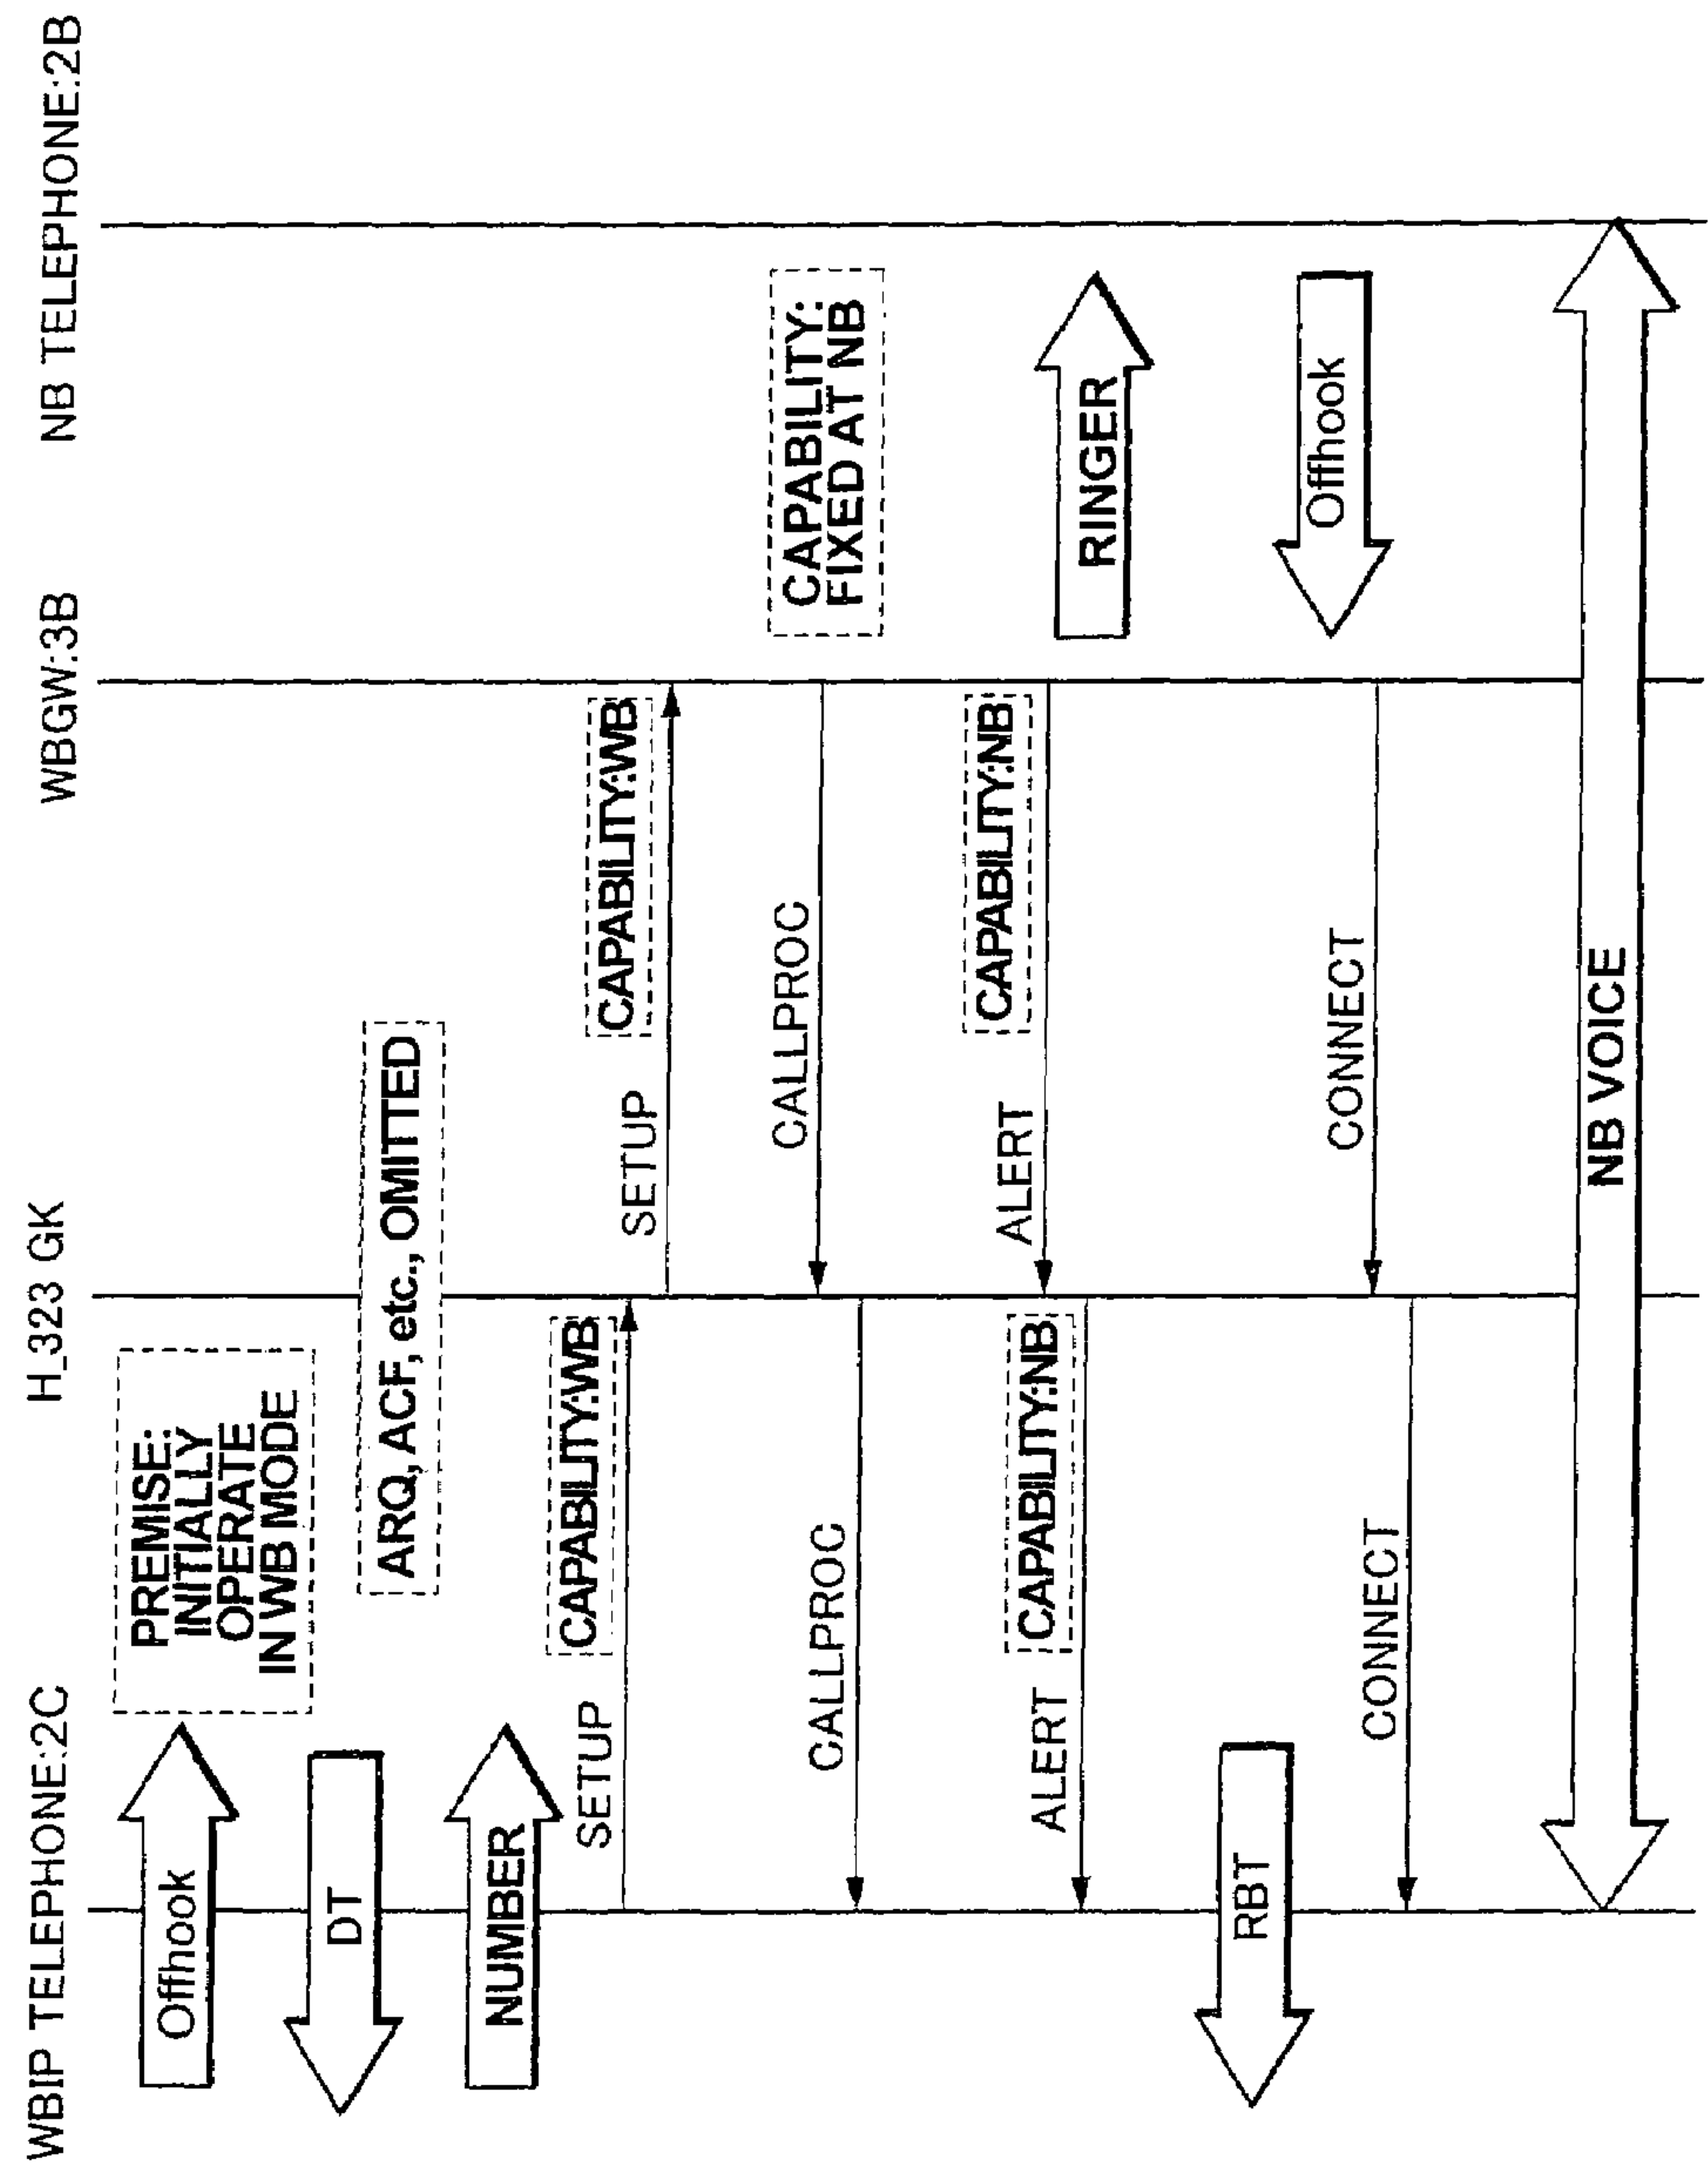 WBIP TELEPHONE:2C
H_323 GK
WBGW:3B
NB TELEPHONE:2B
Offhook
PREMISE:
INITIALLY
OPERATE
IN WB MODE
DT
ARQ, ACF, etc., OMITTED
NUMBER
SETUP
CAPABILITY:WB
SETUP
CAPABILITY:WB
CALLPROC
CALLPROC
CAPABILITY:
FIXED AT NB
ALERT
CAPABILITY:NB
ALERT
CAPABILITY:NB
RINGER
RBT
Offhook
CONNECT
CONNECT
NB VOICE